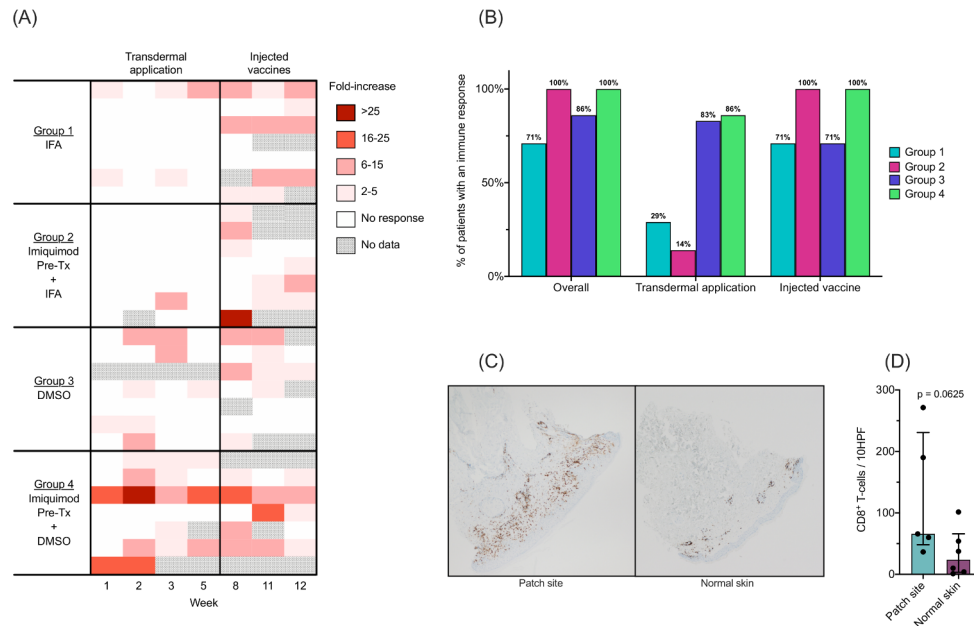 (A)
Transdermal
application
Injected
vaccines
Group 1
IFA
Group 2
Imiquimod
Pre-Tx
+
IFA
Group 3
DMSO
Group 4
Imiquimod
Pre-Tx
+
DMSO
1 2 3 5 8 11 12
Week
Fold-increase
>25
16-25
6-15
2-5
No response
No data
(B)
% of patients with an immune response
100%
50%
0%
71% 100% 86% 100%
29% 14% 83% 86%
71% 100% 71% 100%
Overall Transdermal application Injected vaccine
Group 1
Group 2
Group 3
Group 4
(C)
Patch site Normal skin
(D)
p = 0.0625
CD8⁺ T-cells / 10HPF
300
200
100
0
Patch site
Normal skin